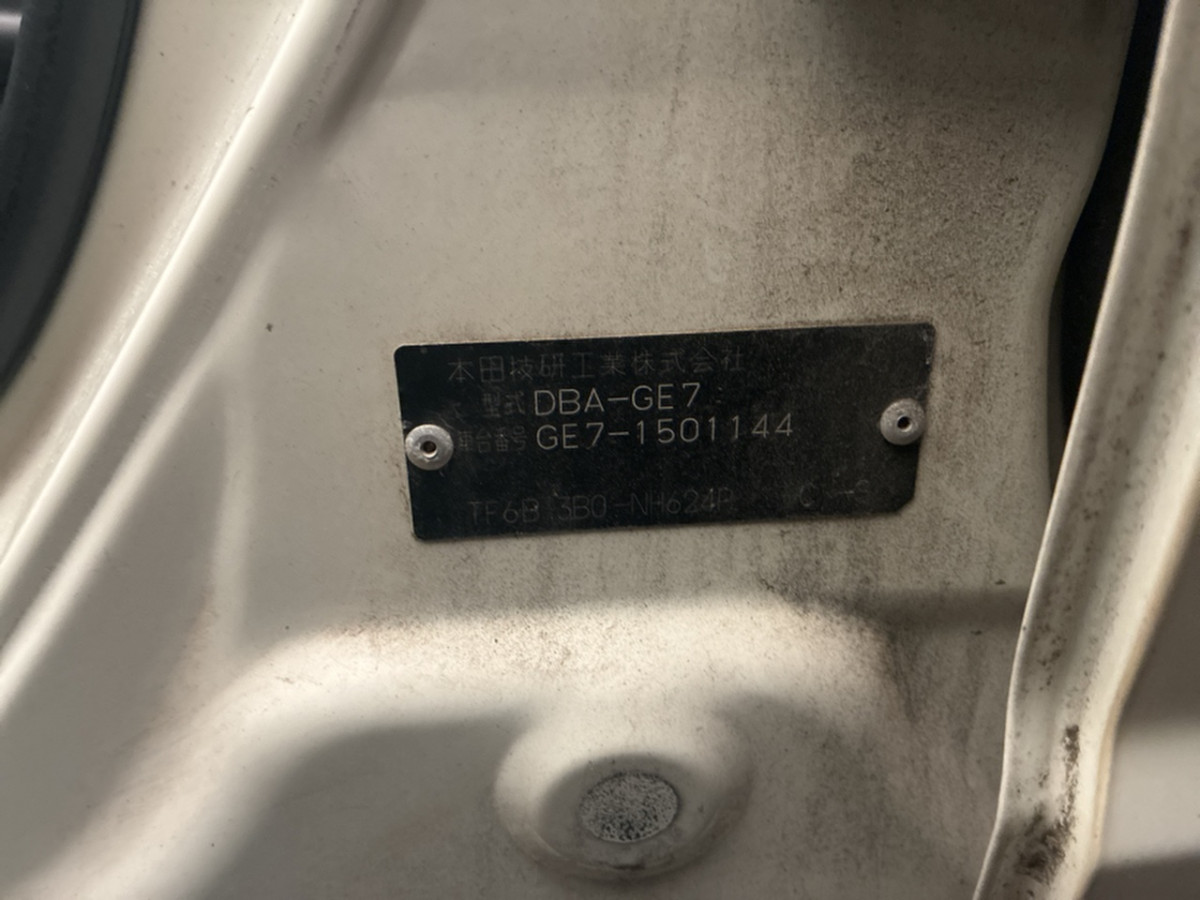 本田技研工業株式会社
型式 DBA-GE7
車台番号 GE7-1501144
3B0-NH624P